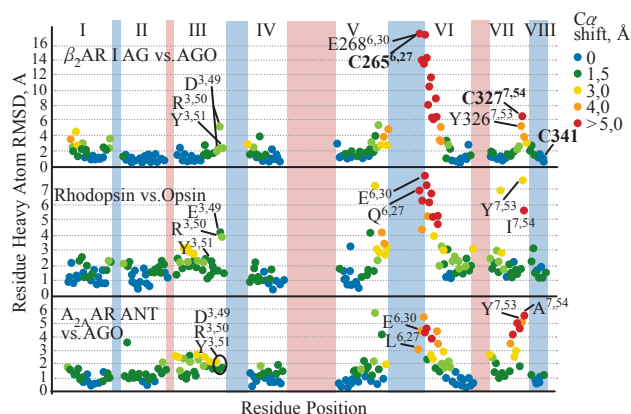 I II III IV V VI VII VIII
Cα
shift, Å
0
1,5
3,0
4,0
>5,0
Residue Heavy Atom RMSD, A
16
14
12
10
8
6
4
2
0
β₂AR I AG vs. AGO
D³,⁴⁹
R³,⁵⁰
Y³,⁵¹
E268⁶,³⁰
C265⁶,²⁷
C327⁷,⁵⁴
Y326⁷,⁵³
C341
7
6
5
4
3
2
1
0
Rhodopsin vs. Opsin
E³,⁴⁹
R³,⁵⁰
Y³,⁵¹
E⁶,³⁰
Q⁶,²⁷
Y⁷,⁵³
I⁷,⁵⁴
6
5
4
3
2
1
0
A₂ₐAR ANT
vs. AGO
D³,⁴⁹
R³,⁵⁰
Y³,⁵¹
E⁶,³⁰
L⁶,²⁷
Y⁷,⁵³
A⁷,⁵⁴
Residue Position